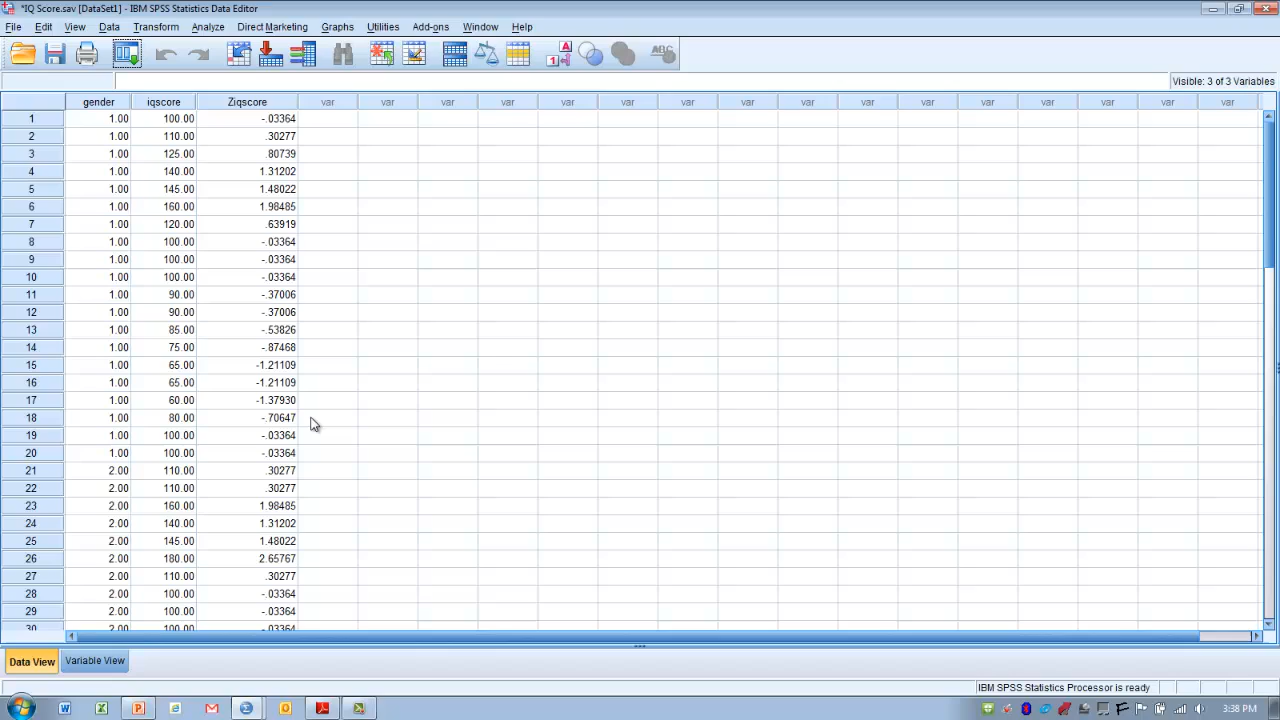 *IQ Score.sav [DataSet1] - IBM SPSS Statistics Data Editor
File Edit View Data Transform Analyze Direct Marketing Graphs Utilities Add-ons Window Help
Visible: 3 of 3 Variables
gender iqscore Ziqscore var var var var var var var var var var var var var var var var
1 1.00 100.00 -.03364
2 1.00 110.00 .30277
3 1.00 125.00 .80739
4 1.00 140.00 1.31202
5 1.00 145.00 1.48022
6 1.00 160.00 1.98485
7 1.00 120.00 .63919
8 1.00 100.00 -.03364
9 1.00 100.00 -.03364
10 1.00 100.00 -.03364
11 1.00 90.00 -.37006
12 1.00 90.00 -.37006
13 1.00 85.00 -.53826
14 1.00 75.00 -.87468
15 1.00 65.00 -1.21109
16 1.00 65.00 -1.21109
17 1.00 60.00 -1.37930
18 1.00 80.00 -.70647
19 1.00 100.00 -.03364
20 1.00 100.00 -.03364
21 2.00 110.00 .30277
22 2.00 110.00 .30277
23 2.00 160.00 1.98485
24 2.00 140.00 1.31202
25 2.00 145.00 1.48022
26 2.00 180.00 2.65767
27 2.00 110.00 .30277
28 2.00 100.00 -.03364
29 2.00 100.00 -.03364
30 2.00 100.00 -.03364
Data View Variable View
IBM SPSS Statistics Processor is ready
3:38 PM